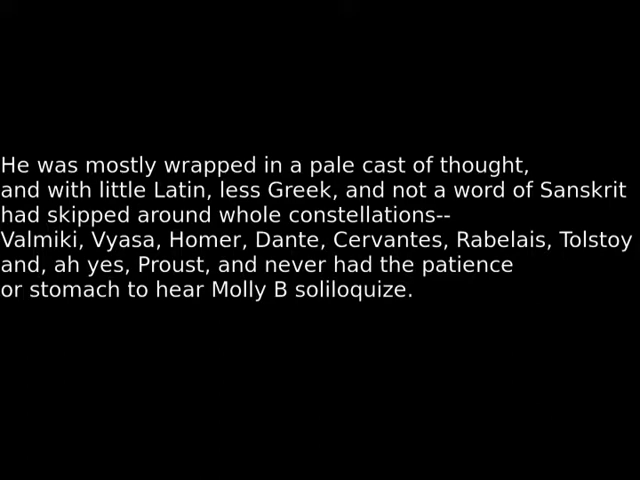 He was mostly wrapped in a pale cast of thought,
and with little Latin, less Greek, and not a word of Sanskrit
had skipped around whole constellations--
Valmiki, Vyasa, Homer, Dante, Cervantes, Rabelais, Tolstoy
and, ah yes, Proust, and never had the patience
or stomach to hear Molly B soliloquize.